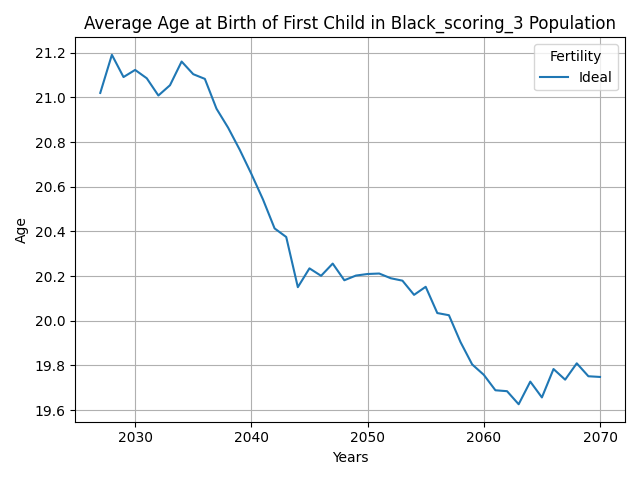 Average Age at Birth of First Child in Black_scoring_3 Population
Fertility
Ideal
21.2
21.0
20.8
20.6
20.4
20.2
20.0
19.8
19.6
Age
2030 2040 2050 2060 2070
Years